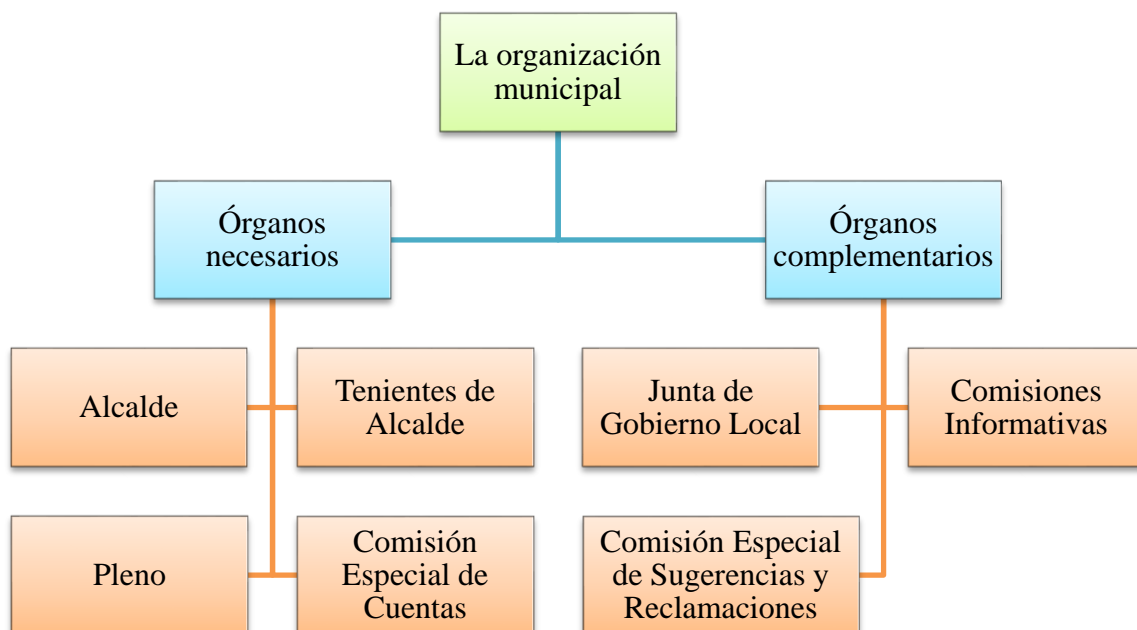 La organización
municipal
Órganos
necesarios
Órganos
complementarios
Alcalde
Tenientes de
Alcalde
Junta de
Gobierno Local
Comisiones
Informativas
Pleno
Comisión
Especial de
Cuentas
Comisión Especial
de Sugerencias y
Reclamaciones